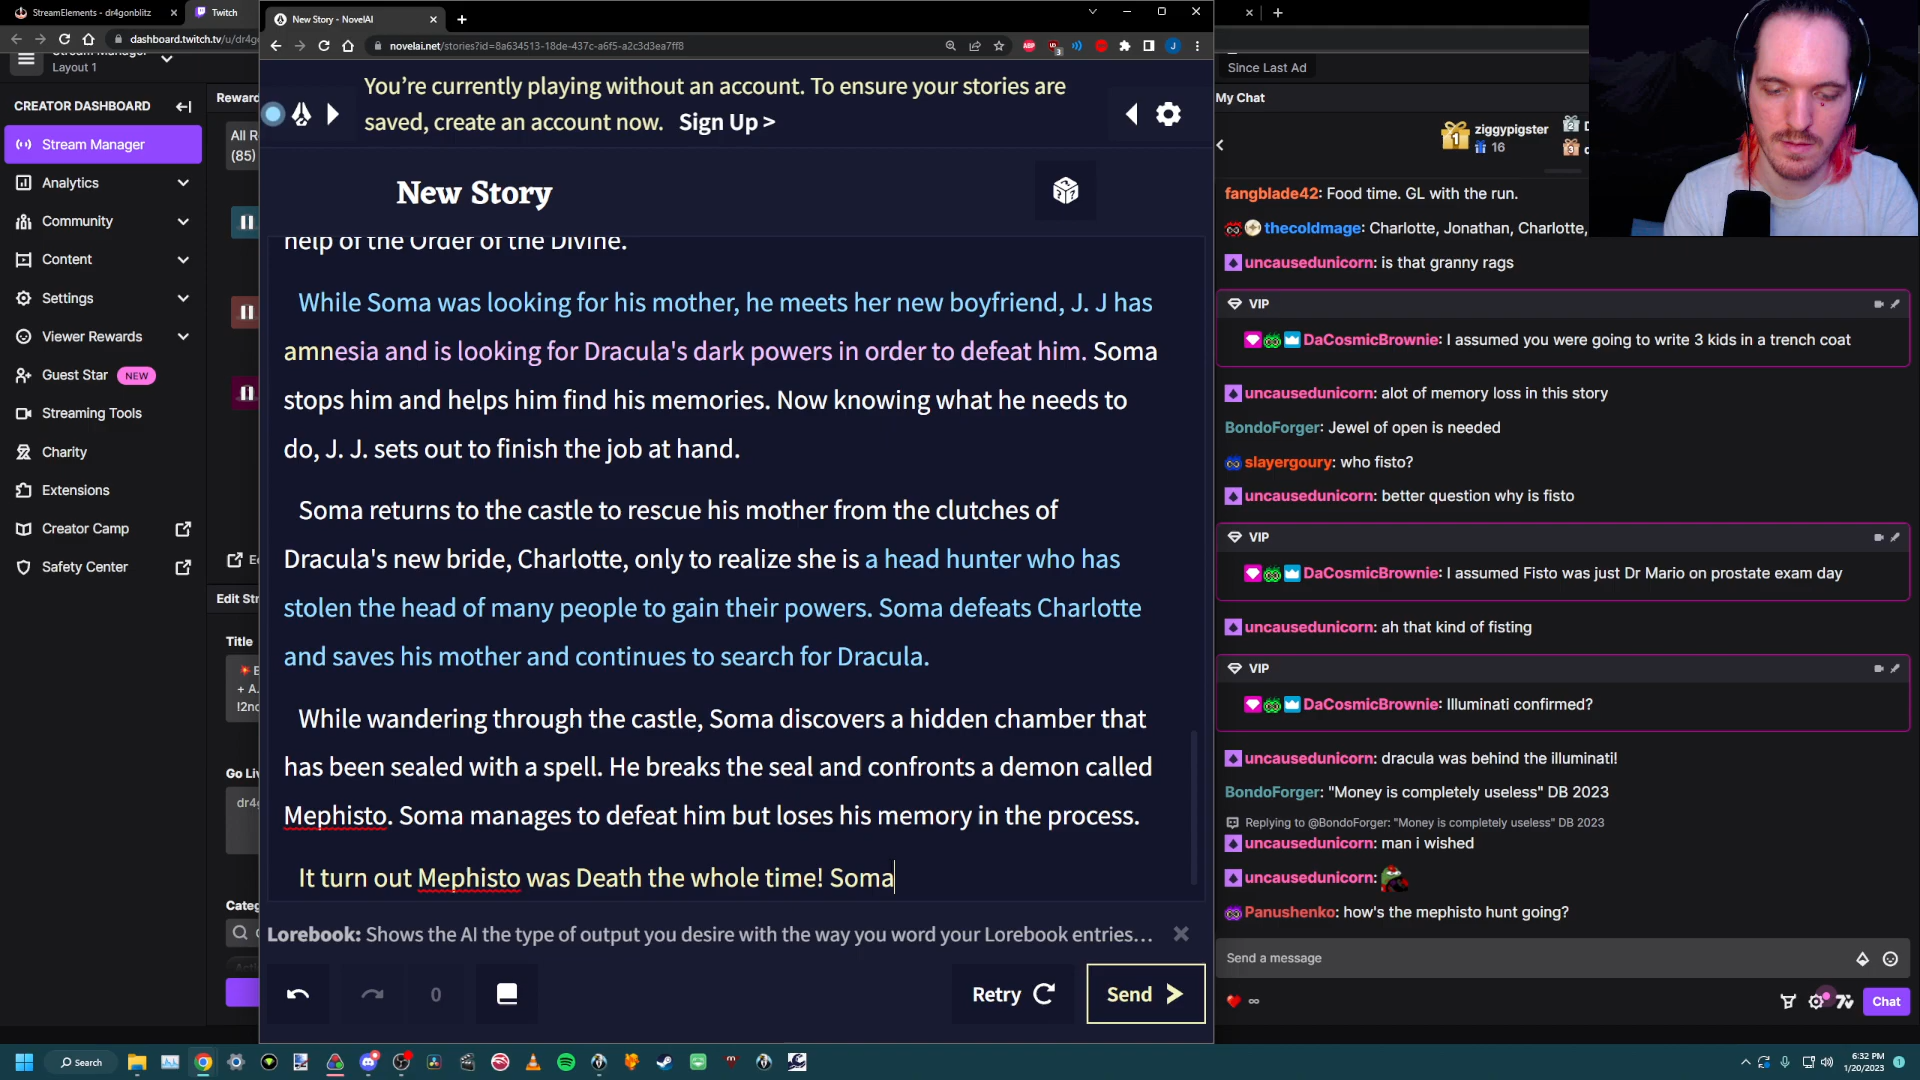 StreamElements - dr4gonblitz
Twitch
New Story - NovelAI
dashboard.twitch.tv/u/dr4g
novelai.net/stories?id=8a634513-18de-437c-a6f5-a2c3d3ea7ff8
Layout 1
CREATOR DASHBOARD
Stream Manager
Analytics
Community
Content
Settings
Viewer Rewards
Guest Star NEW
Streaming Tools
Charity
Extensions
Creator Camp
Safety Center
Reward
All R
(85)
Edit Str
Title
+ A.
!2nd
Go Liv
dr4g
Categ
You're currently playing without an account. To ensure your stories are
saved, create an account now. Sign Up >
New Story
help of the Order of the Divine.
While Soma was looking for his mother, he meets her new boyfriend, J. J has
amnesia and is looking for Dracula's dark powers in order to defeat him. Soma
stops him and helps him find his memories. Now knowing what he needs to
do, J. J. sets out to finish the job at hand.
Soma returns to the castle to rescue his mother from the clutches of
Dracula's new bride, Charlotte, only to realize she is a head hunter who has
stolen the head of many people to gain their powers. Soma defeats Charlotte
and saves his mother and continues to search for Dracula.
While wandering through the castle, Soma discovers a hidden chamber that
has been sealed with a spell. He breaks the seal and confronts a demon called
Mephisto. Soma manages to defeat him but loses his memory in the process.
It turn out Mephisto was Death the whole time! Soma
Lorebook: Shows the AI the type of output you desire with the way you word your Lorebook entries...
0
Retry
Send
Since Last Ad
My Chat
1 ziggypigster
16
fangblade42: Food time. GL with the run.
thecoldmage: Charlotte, Jonathan, Charlotte,
uncausedunicorn: is that granny rags
VIP
DaCosmicBrownie: I assumed you were going to write 3 kids in a trench coat
uncausedunicorn: alot of memory loss in this story
BondoForger: Jewel of open is needed
slayergoury: who fisto?
uncausedunicorn: better question why is fisto
VIP
DaCosmicBrownie: I assumed Fisto was just Dr Mario on prostate exam day
uncausedunicorn: ah that kind of fisting
VIP
DaCosmicBrownie: Illuminati confirmed?
uncausedunicorn: dracula was behind the illuminati!
BondoForger: "Money is completely useless" DB 2023
Replying to @BondoForger: "Money is completely useless" DB 2023
uncausedunicorn: man i wished
uncausedunicorn:
Panushenko: how's the mephisto hunt going?
Send a message
Chat
Search
6:32 PM
1/20/2023